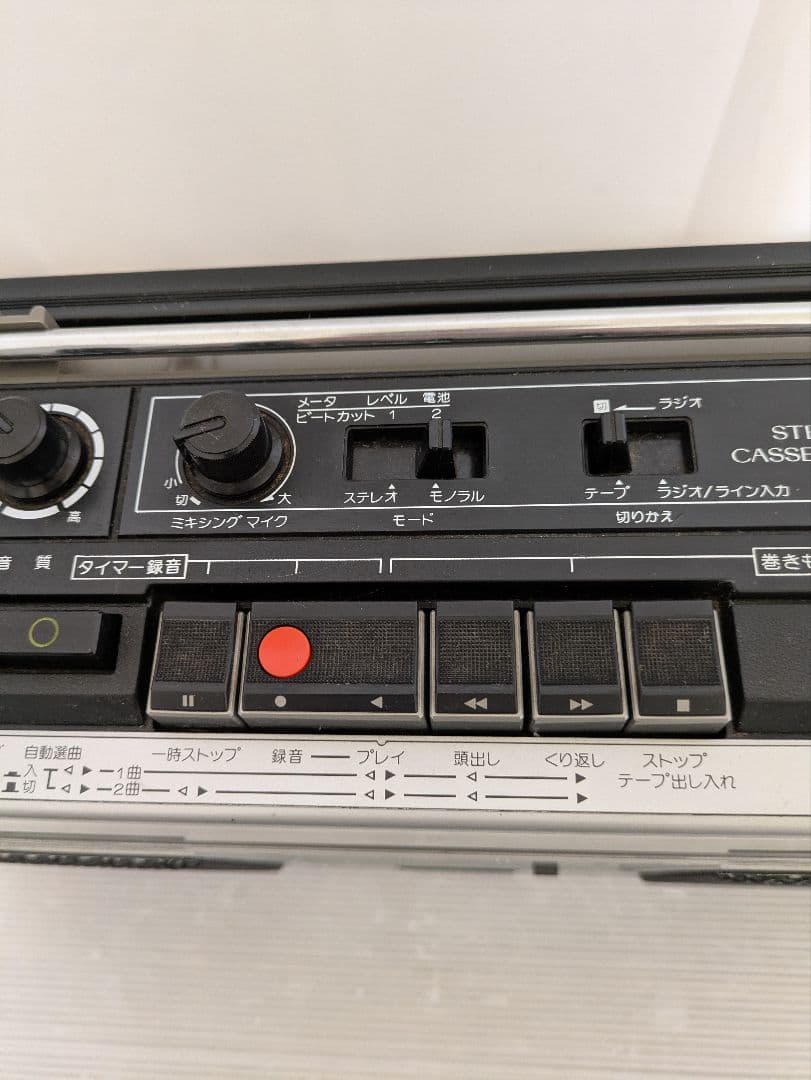 メータ レベル 電池
ビートカット 1 2
切 ラジオ
小
切 大
高
ミキシング マイク
ステレオ モノラル
モード
テープ ラジオ/ライン入力
切りかえ
音 質
タイマー録音
自動選曲 一時ストップ 録音 プレイ 頭出し くり返し ストップ
テープ出し入れ
入 1曲
切 2曲